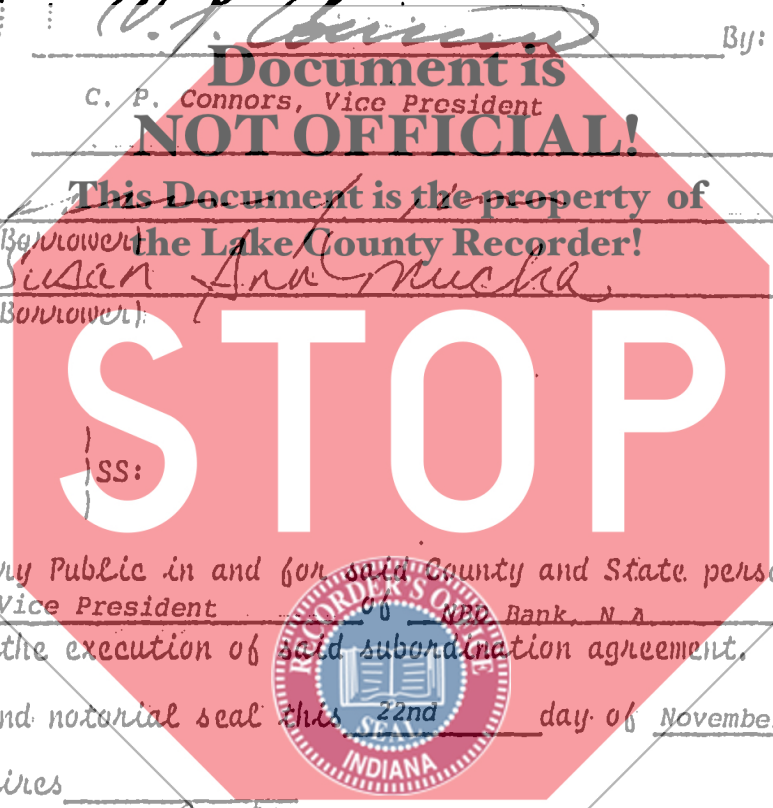 By:
Document is
C. P. Connors, Vice President
NOT OFFICIAL!
This Document is the property of
Borrower)
the Lake County Recorder!
Susan Ann Mucha
Borrower)
STOP
SS:
ry Public in and for said County and State perso
Vice President of NBD Bank, N.A.
the execution of said subordination agreement.
nd notarial seal this 22nd day of November
ires
RECORDER'S OFFICE
SEAL
INDIANA